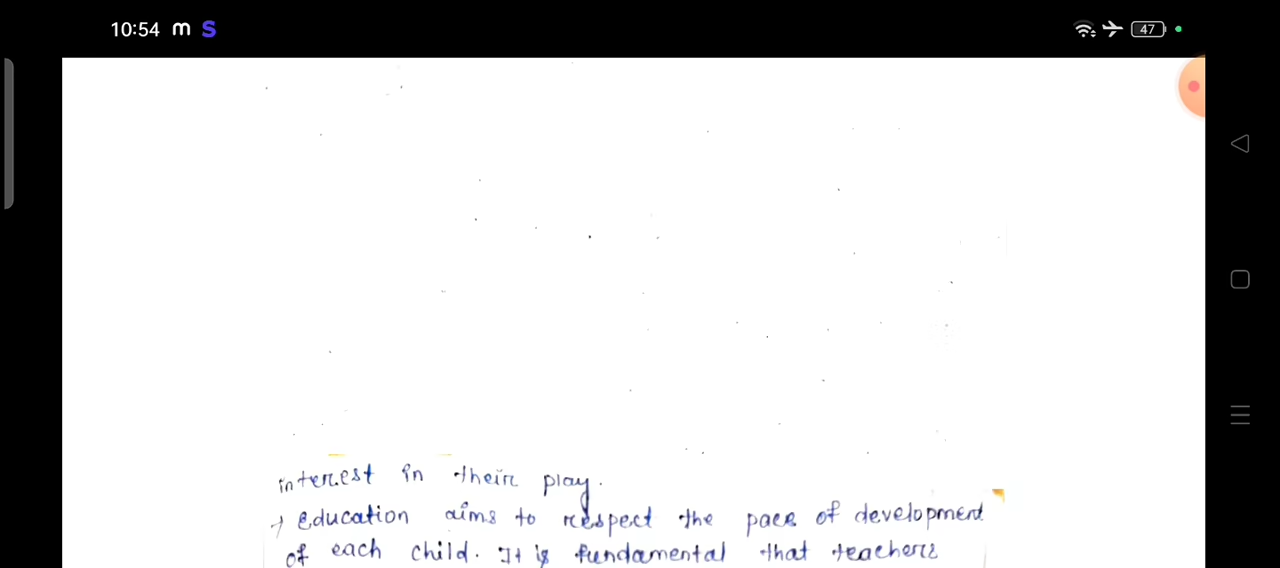 10:54 m S 47
interest in their play.
→ Education aims to respect the pace of development
of each child. It is fundamental that teachers